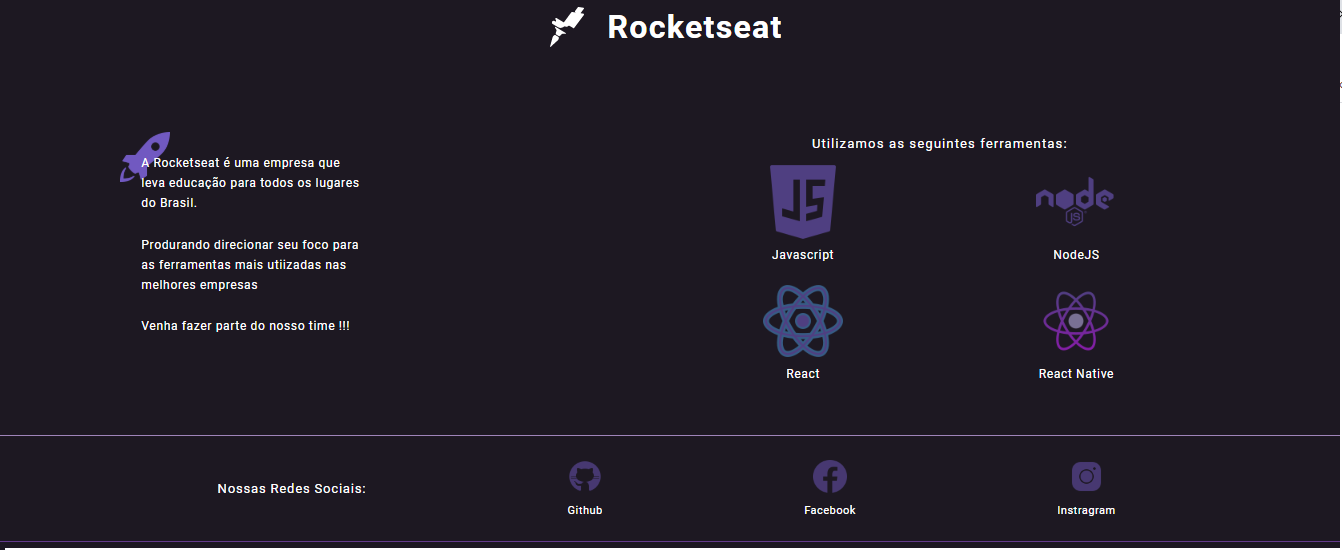 Rocketseat
A Rocketseat é uma empresa que
leva educação para todos os lugares
do Brasil.
Produrando direcionar seu foco para
as ferramentas mais utiizadas nas
melhores empresas
Venha fazer parte do nosso time !!!
Utilizamos as seguintes ferramentas:
JS
Javascript
node
JS
NodeJS
React
React Native
Nossas Redes Sociais:
Github
Facebook
Instragram